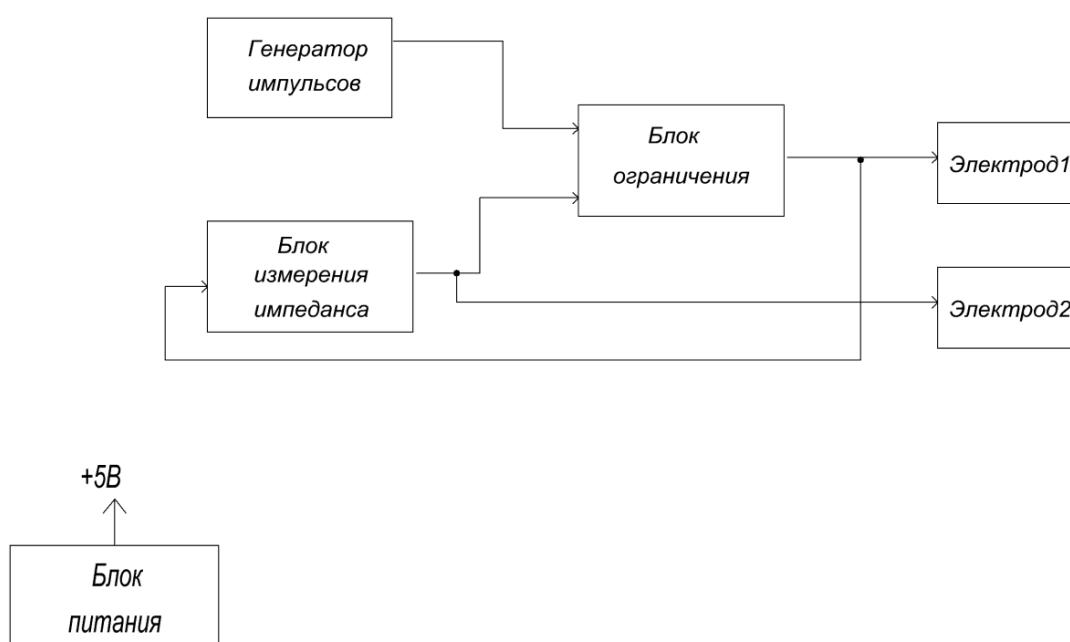 Генератор
импульсов
Блок
ограничения
Электрод1
Блок
измерения
импеданса
Электрод2
+5В
Блок
питания